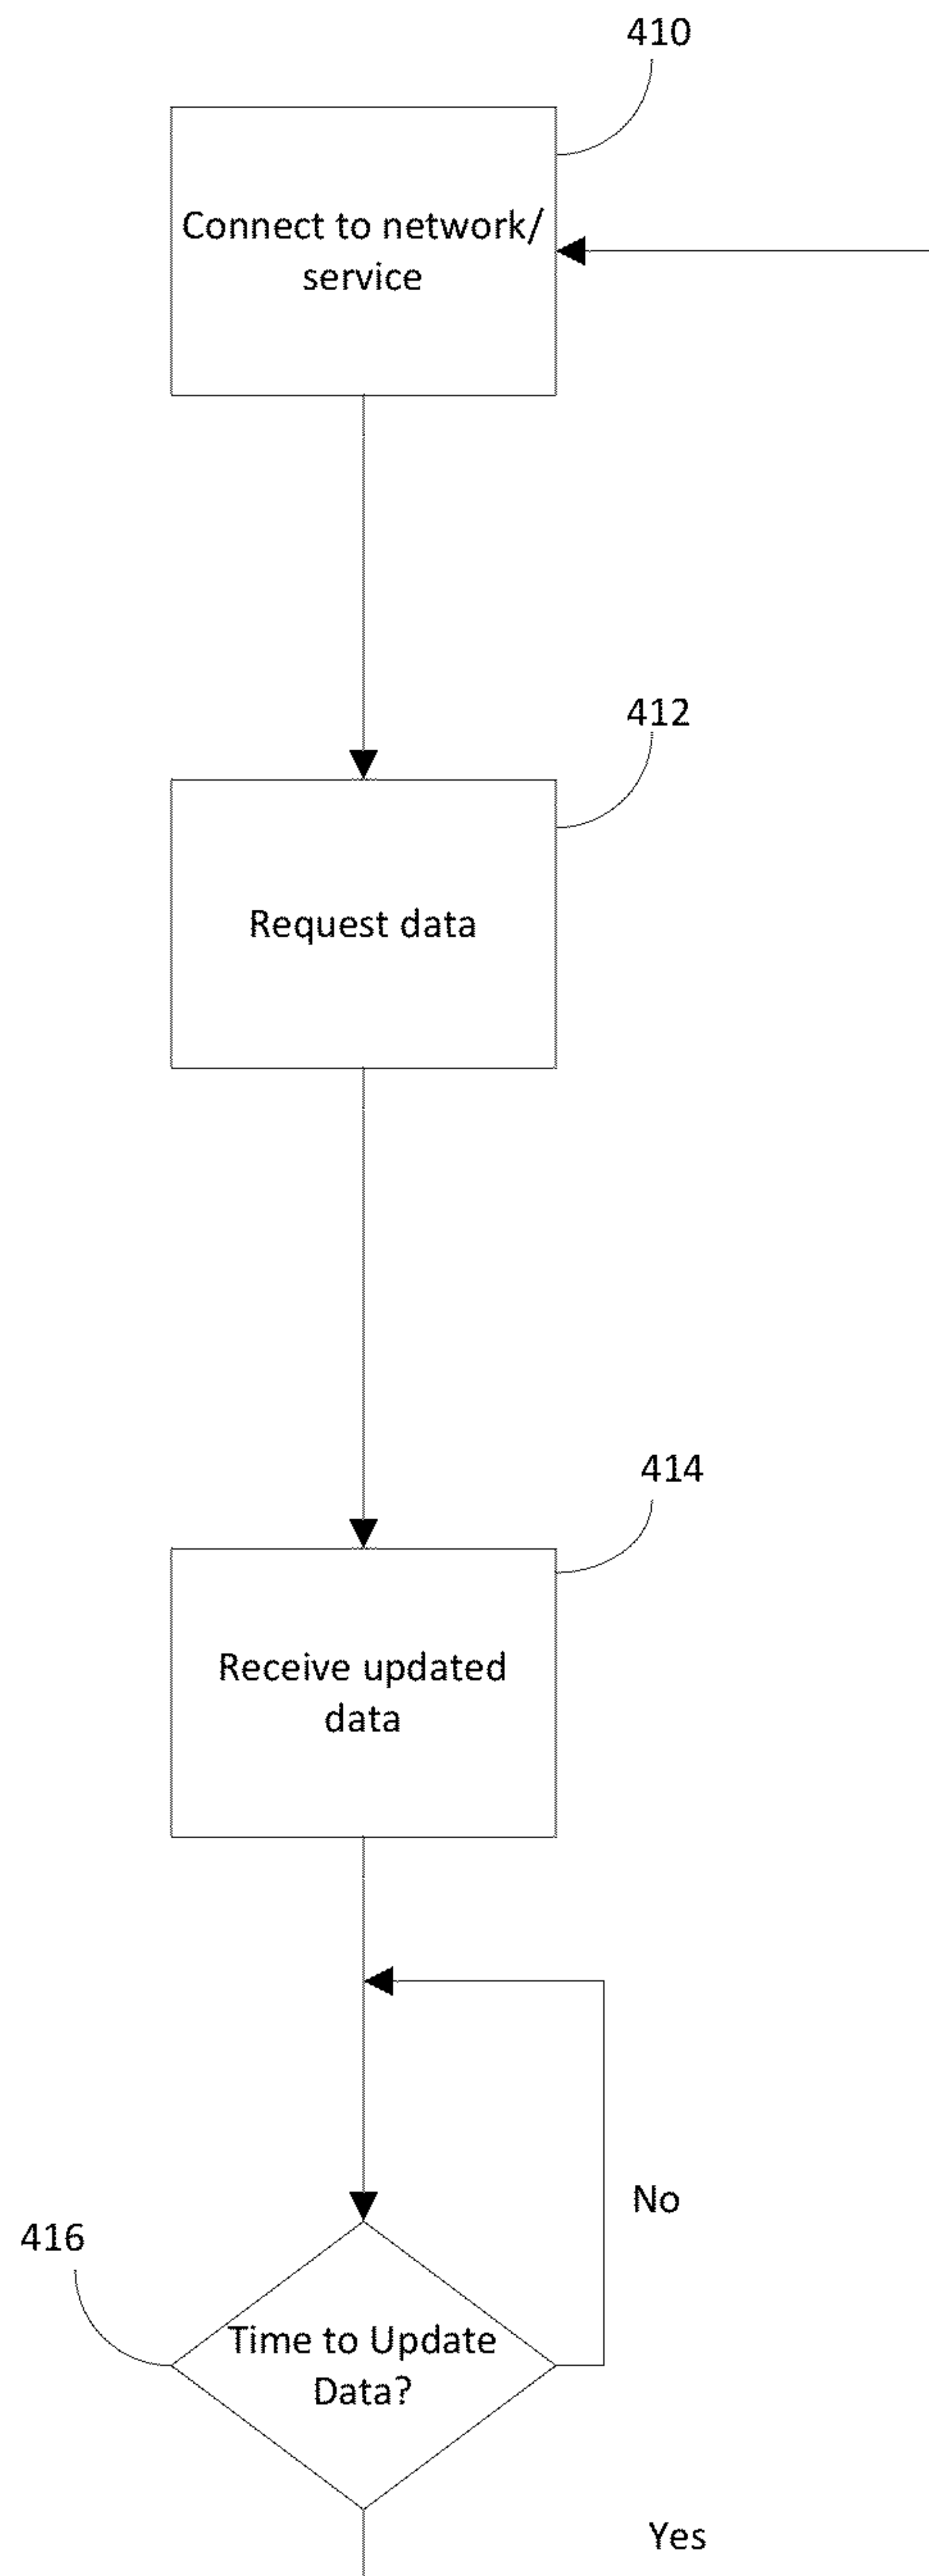 410
Connect to network/
service
412
Request data
414
Receive updated
data
No
416
Time to Update
Data?
Yes